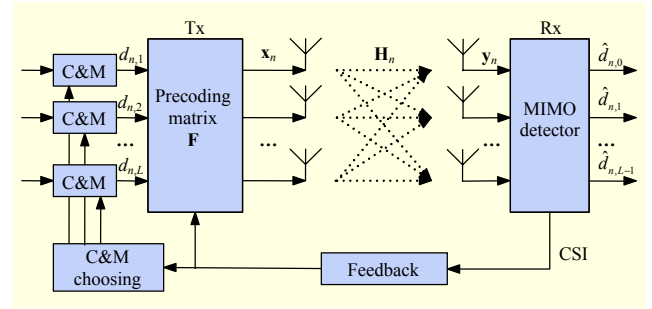 Tx
Rx
C&M
d_{n,1}
x_n
H_n
y_n
\hat{d}_{n,0}
C&M
d_{n,2}
Precoding
matrix
F
MIMO
detector
\hat{d}_{n,1}
...
...
...
...
C&M
d_{n,L}
\hat{d}_{n,L-1}
C&M
choosing
Feedback
CSI